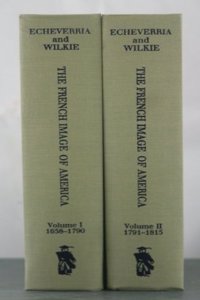 ECHEVERRIA
and
WILKIE
THE FRENCH IMAGE OF AMERICA
Volume I
1658–1790
ECHEVERRIA
and
WILKIE
THE FRENCH IMAGE OF AMERICA
Volume II
1791–1815